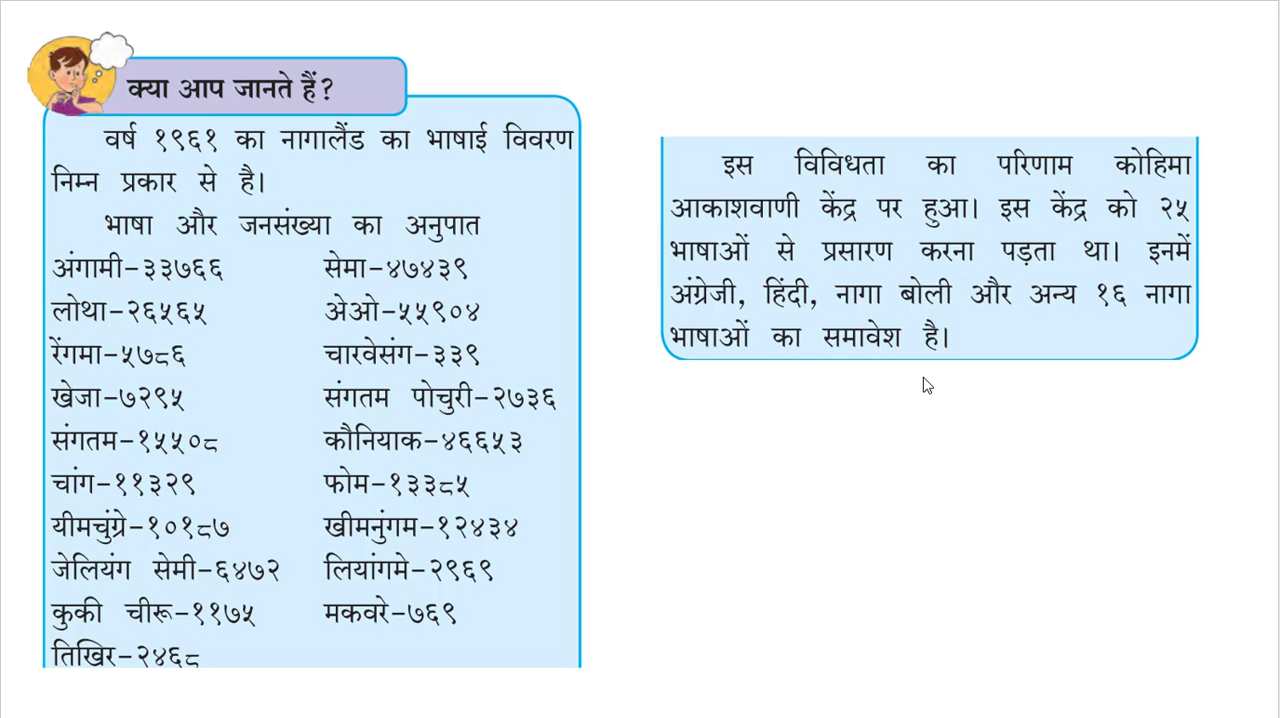 क्या आप जानते हैं?
वर्ष १९६१ का नागालैंड का भाषाई विवरण
निम्न प्रकार से है।
भाषा और जनसंख्या का अनुपात
अंगामी-३३७६६ सेमा-४७४३९
लोथा-२६५६५ अेओ-५५९०४
रेंगमा-५७८६ चारवेसंग-३३९
खेजा-७२९५ संगतम पोचुरी-२७३६
संगतम-१५५०८ कौनियाक-४६६५३
चांग-११३२९ फोम-१३३८५
यीमचुंग्रे-१०१८७ खीमनुंगम-१२४३४
जेलियंग सेमी-६४७२ लियांगमे-२९६९
कुकी चीरू-११७५ मकवरे-७६९
तिखिर-२४६८
इस विविधता का परिणाम कोहिमा
आकाशवाणी केंद्र पर हुआ। इस केंद्र को २५
भाषाओं से प्रसारण करना पड़ता था। इनमें
अंग्रेजी, हिंदी, नागा बोली और अन्य १६ नागा
भाषाओं का समावेश है।